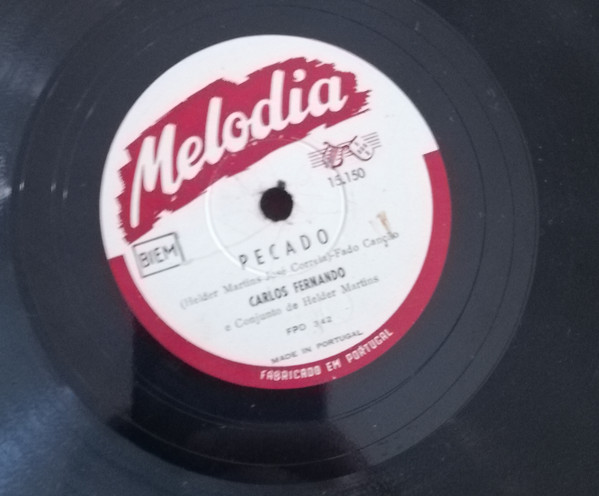 Melodia
15.150
BIEM
PECADO
(Helder Martins-José Correia)-Fado Canção
CARLOS FERNANDO
e Conjunto de Helder Martins
FPD 342
MADE IN PORTUGAL
FABRICADO EM PORTUGAL